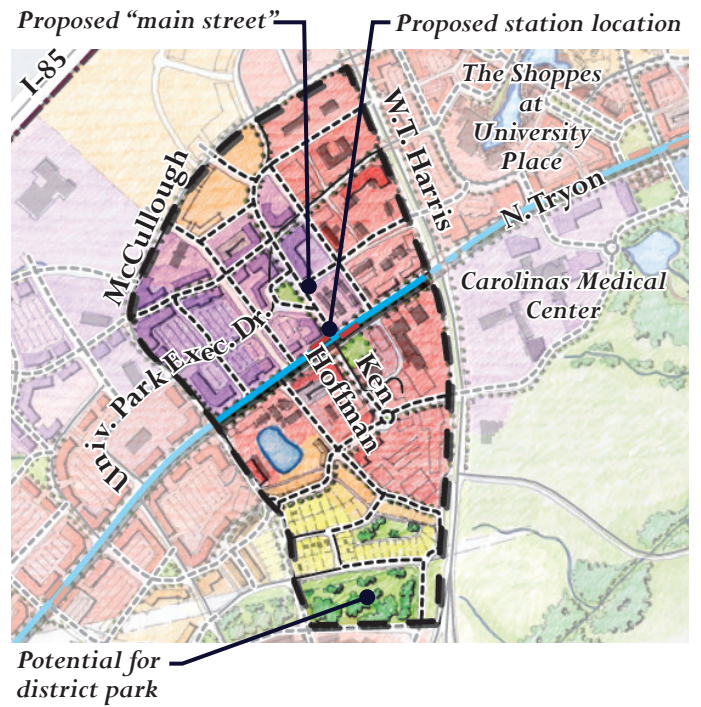 Proposed “main street”
Proposed station location
I-85
The Shoppes
at
University
Place
W.T. Harris
McCullough
N. Tryon
Carolinas Medical
Center
Univ. Park Exec. Dr.
Ken
Hoffman
Potential for
district park